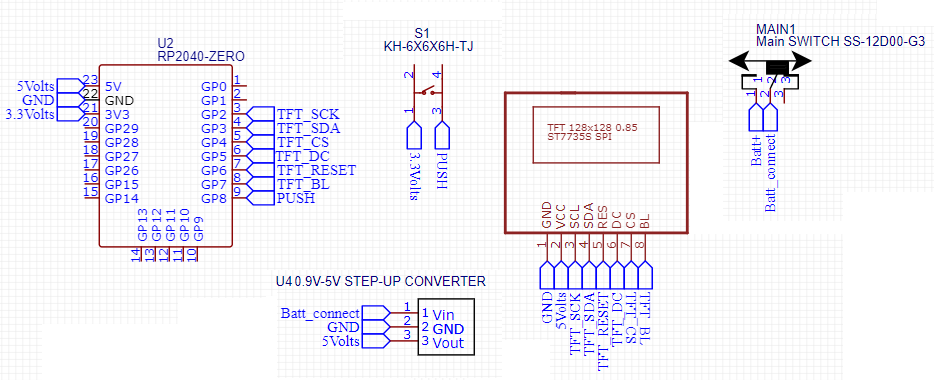 U2
RP2040-ZERO
5Volts 23 5V
GND 22 GND
3.3Volts 21 3V3
20 GP29
19 GP28
18 GP27
17 GP26
16 GP15
15 GP14
GP0 1
GP1 2
GP2 3 TFT_SCK
GP3 4 TFT_SDA
GP4 5 TFT_CS
GP5 6 TFT_DC
GP6 7 TFT_RESET
GP7 8 TFT_BL
GP8 9 PUSH
GP13 GP12 GP11 GP10 GP9
14 13 12 11 10
S1
KH-6X6X6H-TJ
2 4
1 3
3.3Volts PUSH
TFT 128x128 0.85
ST7735S SPI
GND VCC SCL SDA RES DC CS BL
1 2 3 4 5 6 7 8
GND 5Volts TFT_SCK TFT_SDA TFT_RESET TFT_DC TFT_CS TFT_BL
MAIN1
Main SWITCH SS-12D00-G3
1 2 3
1 2 3
Batt+ Batt_connect
U4 0.9V-5V STEP-UP CONVERTER
Batt_connect 1 1 Vin
GND 2 2 GND
5Volts 3 3 Vout